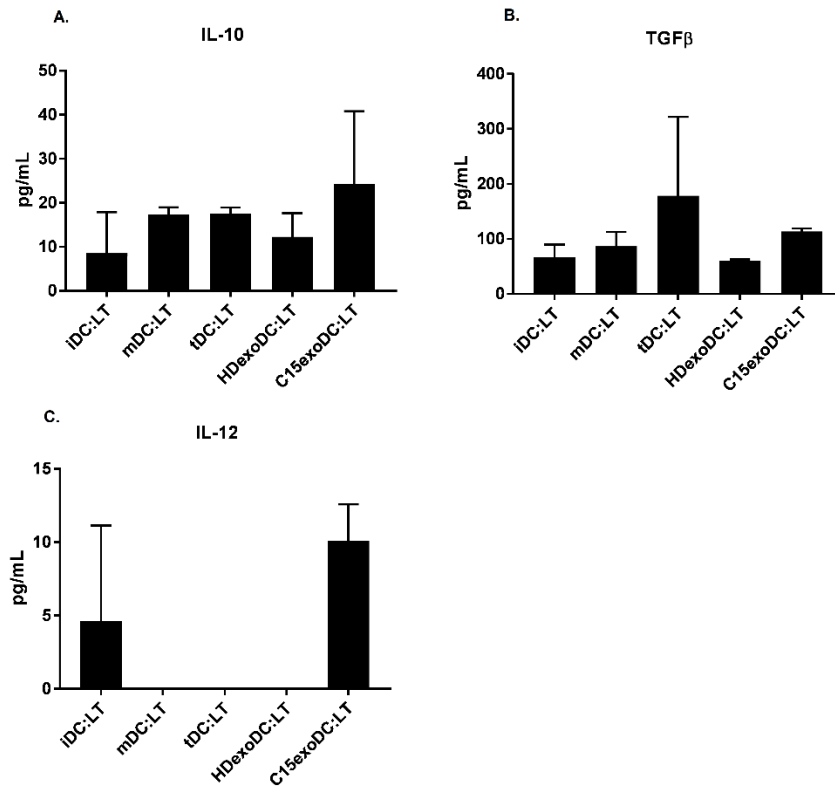 A.
IL-10
50
40
30
20
10
0
pg/mL
iDC:LT
mDC:LT
tDC:LT
HDexoDC:LT
C15exoDC:LT
B.
TGFβ
400
300
200
100
0
pg/mL
iDC:LT
mDC:LT
tDC:LT
HDexoDC:LT
C15exoDC:LT
C.
IL-12
15
10
5
0
pg/mL
iDC:LT
mDC:LT
tDC:LT
HDexoDC:LT
C15exoDC:LT